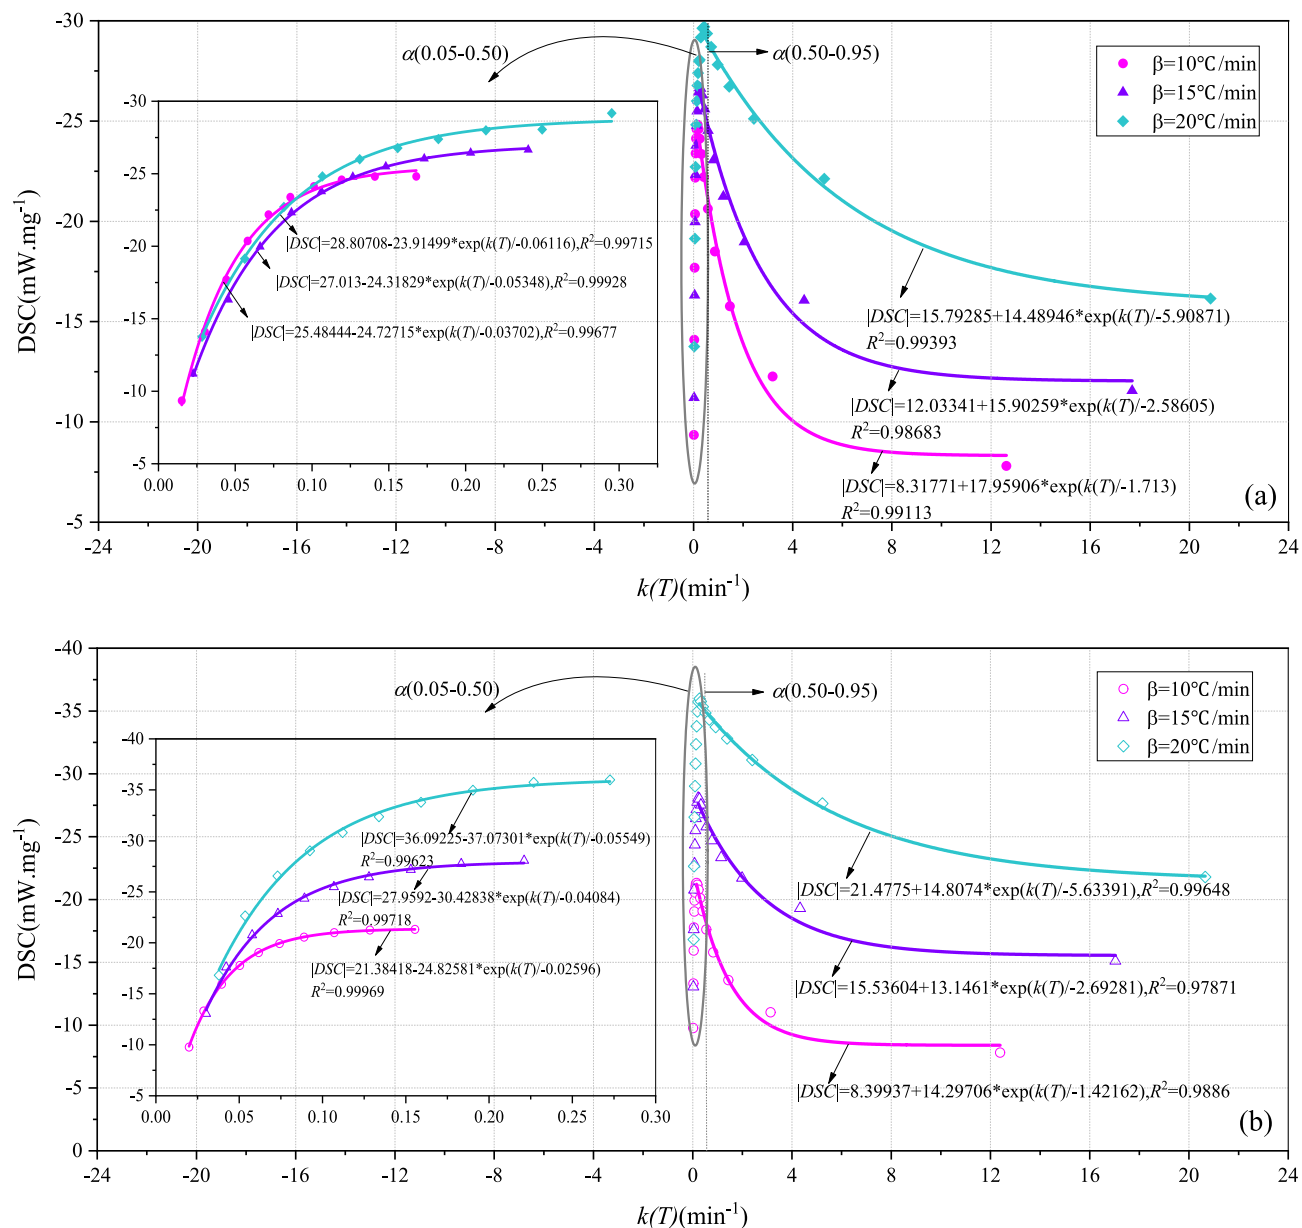 -30
-25
-20
-15
-10
-5
DSC(mW.mg-1)
α(0.05-0.50)
α(0.50-0.95)
β=10℃/min
β=15℃/min
β=20℃/min
-30
-25
-20
-15
-10
-5
0.00 0.05 0.10 0.15 0.20 0.25 0.30
|DSC|=28.80708-23.91499*exp(k(T)/-0.06116),R2=0.99715
|DSC|=27.013-24.31829*exp(k(T)/-0.05348),R2=0.99928
|DSC|=25.48444-24.72715*exp(k(T)/-0.03702),R2=0.99677
|DSC|=15.79285+14.48946*exp(k(T)/-5.90871)
R2=0.99393
|DSC|=12.03341+15.90259*exp(k(T)/-2.58605)
R2=0.98683
|DSC|=8.31771+17.95906*exp(k(T)/-1.713)
R2=0.99113
(a)
-24 -20 -16 -12 -8 -4 0 4 8 12 16 20 24
k(T)(min-1)
-40
-35
-30
-25
-20
-15
-10
-5
0
DSC(mW.mg-1)
α(0.05-0.50)
α(0.50-0.95)
β=10℃/min
β=15℃/min
β=20℃/min
-40
-35
-30
-25
-20
-15
-10
-5
0.00 0.05 0.10 0.15 0.20 0.25 0.30
|DSC|=36.09225-37.07301*exp(k(T)/-0.05549)
R2=0.99623
|DSC|=27.9592-30.42838*exp(k(T)/-0.04084)
R2=0.99718
|DSC|=21.38418-24.82581*exp(k(T)/-0.02596)
R2=0.99969
|DSC|=21.4775+14.8074*exp(k(T)/-5.63391),R2=0.99648
|DSC|=15.53604+13.1461*exp(k(T)/-2.69281),R2=0.97871
|DSC|=8.39937+14.29706*exp(k(T)/-1.42162),R2=0.9886
(b)
-24 -20 -16 -12 -8 -4 0 4 8 12 16 20 24
k(T)(min-1)